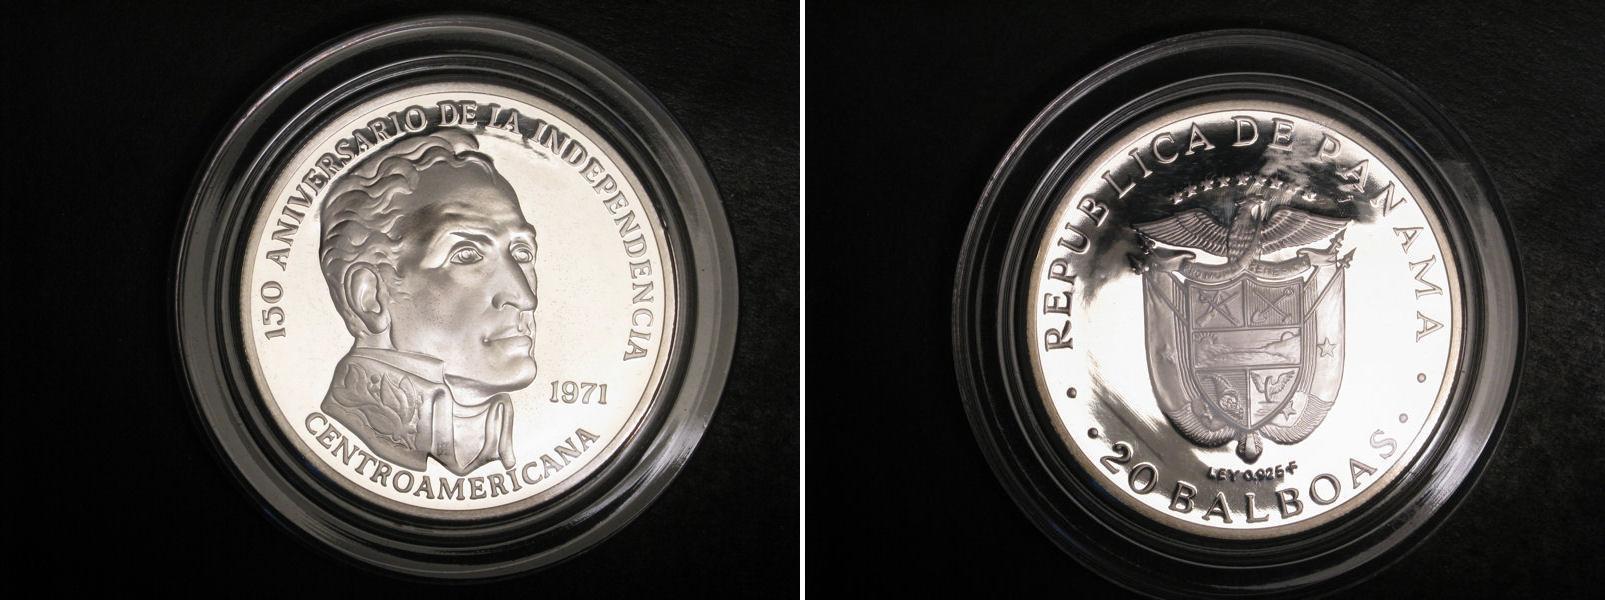 150 ANIVERSARIO DE LA INDEPENDENCIA
CENTROAMERICANA
1971
REPUBLICA DE PANAMA
LEY 0.925 F
· 20 BALBOAS ·